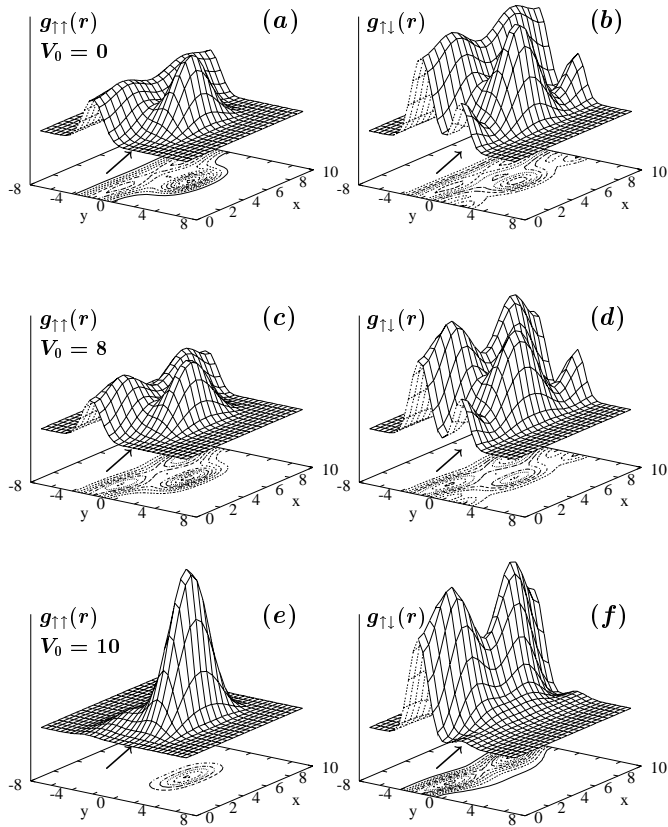 g↑↑(r) (a)
V₀ = 0
-8 -4 0 4 8
y
0 2 4 6 8 10
x
g↑↓(r) (b)
-8 -4 0 4 8
y
0 2 4 6 8 10
x
g↑↑(r) (c)
V₀ = 8
-8 -4 0 4 8
y
0 2 4 6 8 10
x
g↑↓(r) (d)
-8 -4 0 4 8
y
0 2 4 6 8 10
x
g↑↑(r) (e)
V₀ = 10
-8 -4 0 4 8
y
0 2 4 6 8 10
x
g↑↓(r) (f)
-8 -4 0 4 8
y
0 2 4 6 8 10
x